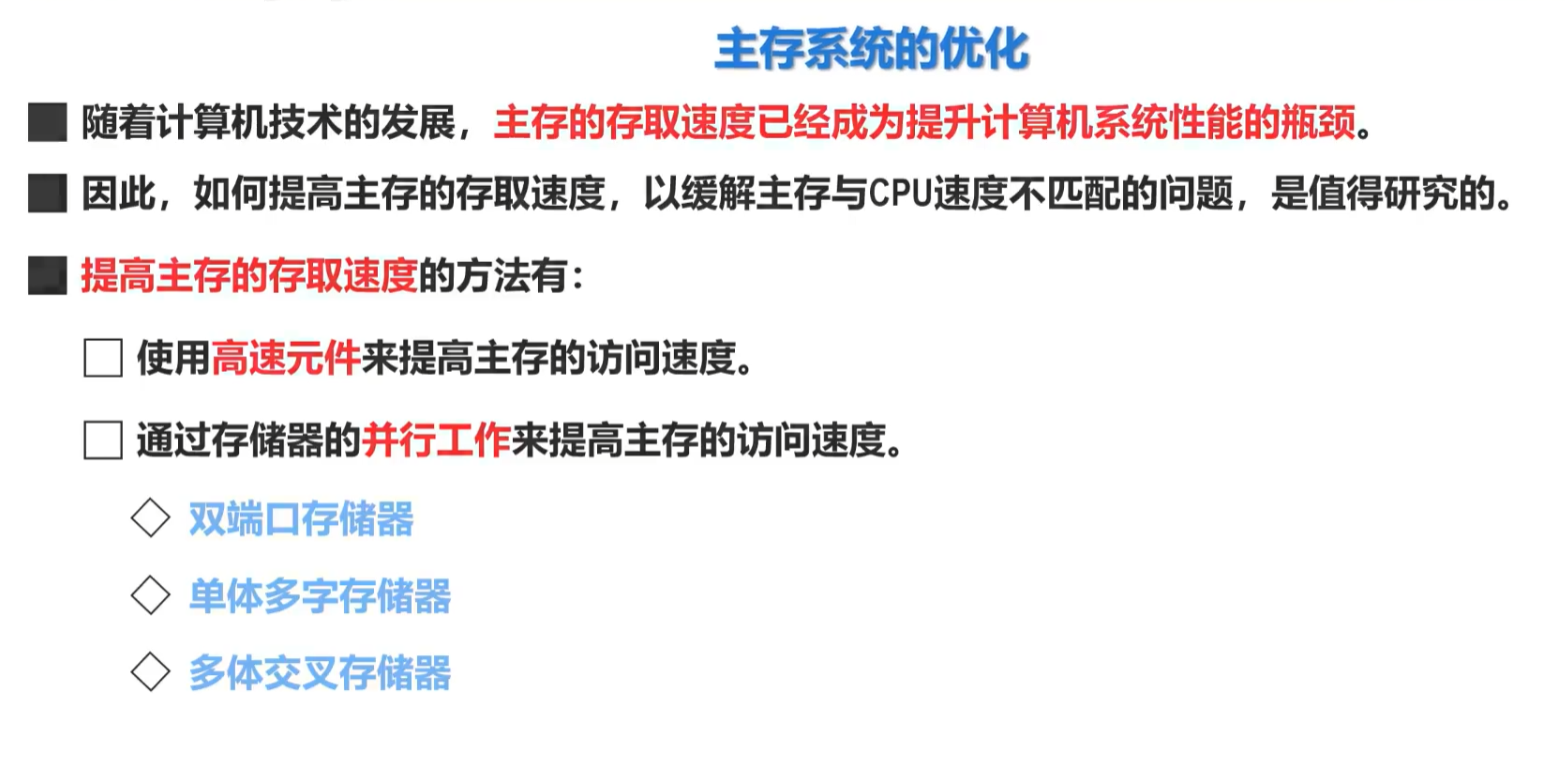 主存系统的优化
随着计算机技术的发展，主存的存取速度已经成为提升计算机系统性能的瓶颈。
因此，如何提高主存的存取速度，以缓解主存与CPU速度不匹配的问题，是值得研究的。
提高主存的存取速度的方法有：
使用高速元件来提高主存的访问速度。
通过存储器的并行工作来提高主存的访问速度。
双端口存储器
单体多字存储器
多体交叉存储器